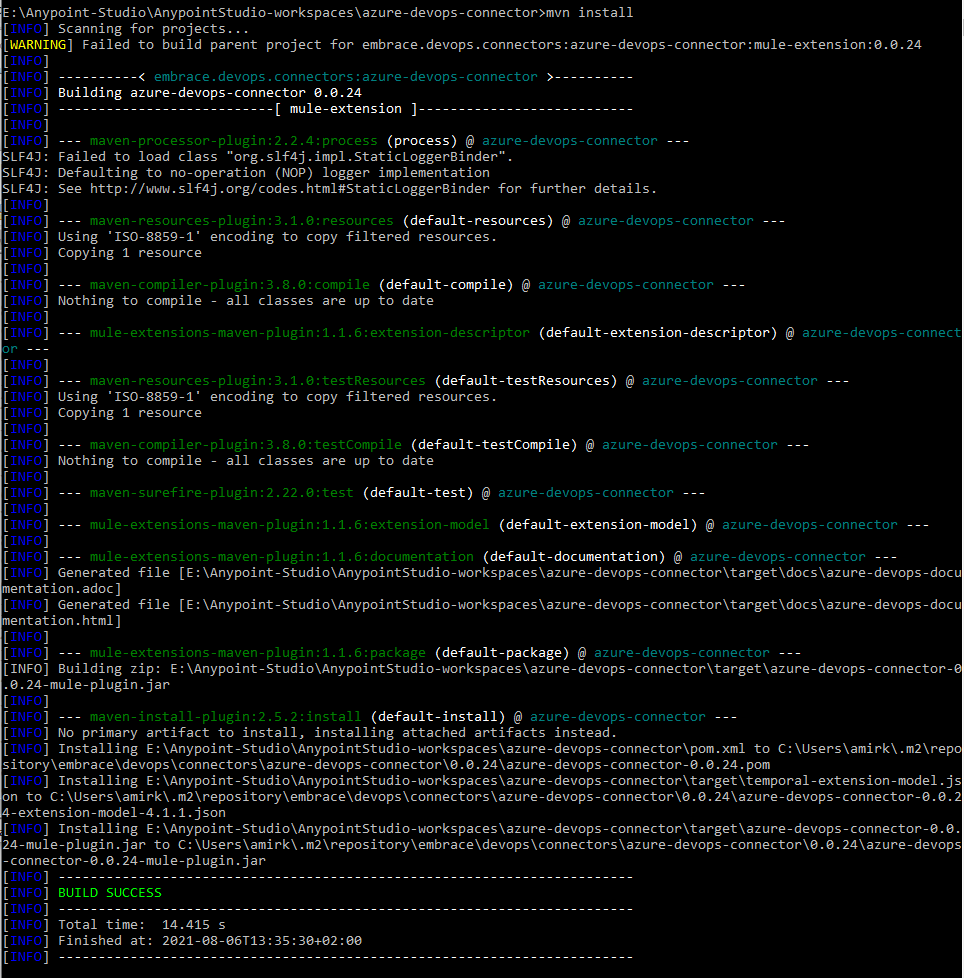 E:\Anypoint-Studio\AnypointStudio-workspaces\azure-devops-connector>mvn install
[INFO] Scanning for projects...
[WARNING] Failed to build parent project for embrace.devops.connectors:azure-devops-connector:mule-extension:0.0.24
[INFO]
[INFO] ----------< embrace.devops.connectors:azure-devops-connector >----------
[INFO] Building azure-devops-connector 0.0.24
[INFO] ---------------------------[ mule-extension ]---------------------------
[INFO]
[INFO] --- maven-processor-plugin:2.2.4:process (process) @ azure-devops-connector ---
SLF4J: Failed to load class "org.slf4j.impl.StaticLoggerBinder".
SLF4J: Defaulting to no-operation (NOP) logger implementation
SLF4J: See http://www.slf4j.org/codes.html#StaticLoggerBinder for further details.
[INFO]
[INFO] --- maven-resources-plugin:3.1.0:resources (default-resources) @ azure-devops-connector ---
[INFO] Using 'ISO-8859-1' encoding to copy filtered resources.
[INFO] Copying 1 resource
[INFO]
[INFO] --- maven-compiler-plugin:3.8.0:compile (default-compile) @ azure-devops-connector ---
[INFO] Nothing to compile - all classes are up to date
[INFO]
[INFO] --- mule-extensions-maven-plugin:1.1.6:extension-descriptor (default-extension-descriptor) @ azure-devops-connect
or ---
[INFO]
[INFO] --- maven-resources-plugin:3.1.0:testResources (default-testResources) @ azure-devops-connector ---
[INFO] Using 'ISO-8859-1' encoding to copy filtered resources.
[INFO] Copying 1 resource
[INFO]
[INFO] --- maven-compiler-plugin:3.8.0:testCompile (default-testCompile) @ azure-devops-connector ---
[INFO] Nothing to compile - all classes are up to date
[INFO]
[INFO] --- maven-surefire-plugin:2.22.0:test (default-test) @ azure-devops-connector ---
[INFO]
[INFO] --- mule-extensions-maven-plugin:1.1.6:extension-model (default-extension-model) @ azure-devops-connector ---
[INFO]
[INFO] --- mule-extensions-maven-plugin:1.1.6:documentation (default-documentation) @ azure-devops-connector ---
[INFO] Generated file [E:\Anypoint-Studio\AnypointStudio-workspaces\azure-devops-connector\target\docs\azure-devops-docu
mentation.adoc]
[INFO] Generated file [E:\Anypoint-Studio\AnypointStudio-workspaces\azure-devops-connector\target\docs\azure-devops-docu
mentation.html]
[INFO]
[INFO] --- mule-extensions-maven-plugin:1.1.6:package (default-package) @ azure-devops-connector ---
[INFO] Building zip: E:\Anypoint-Studio\AnypointStudio-workspaces\azure-devops-connector\target\azure-devops-connector-0
.0.24-mule-plugin.jar
[INFO]
[INFO] --- maven-install-plugin:2.5.2:install (default-install) @ azure-devops-connector ---
[INFO] No primary artifact to install, installing attached artifacts instead.
[INFO] Installing E:\Anypoint-Studio\AnypointStudio-workspaces\azure-devops-connector\pom.xml to C:\Users\amirk\.m2\repo
sitory\embrace\devops\connectors\azure-devops-connector\0.0.24\azure-devops-connector-0.0.24.pom
[INFO] Installing E:\Anypoint-Studio\AnypointStudio-workspaces\azure-devops-connector\target\temporal-extension-model.js
on to C:\Users\amirk\.m2\repository\embrace\devops\connectors\azure-devops-connector\0.0.24\azure-devops-connector-0.0.2
4-extension-model-4.1.1.json
[INFO] Installing E:\Anypoint-Studio\AnypointStudio-workspaces\azure-devops-connector\target\azure-devops-connector-0.0.
24-mule-plugin.jar to C:\Users\amirk\.m2\repository\embrace\devops\connectors\azure-devops-connector\0.0.24\azure-devops
-connector-0.0.24-mule-plugin.jar
[INFO] ------------------------------------------------------------------------
[INFO] BUILD SUCCESS
[INFO] ------------------------------------------------------------------------
[INFO] Total time:  14.415 s
[INFO] Finished at: 2021-08-06T13:35:30+02:00
[INFO] ------------------------------------------------------------------------